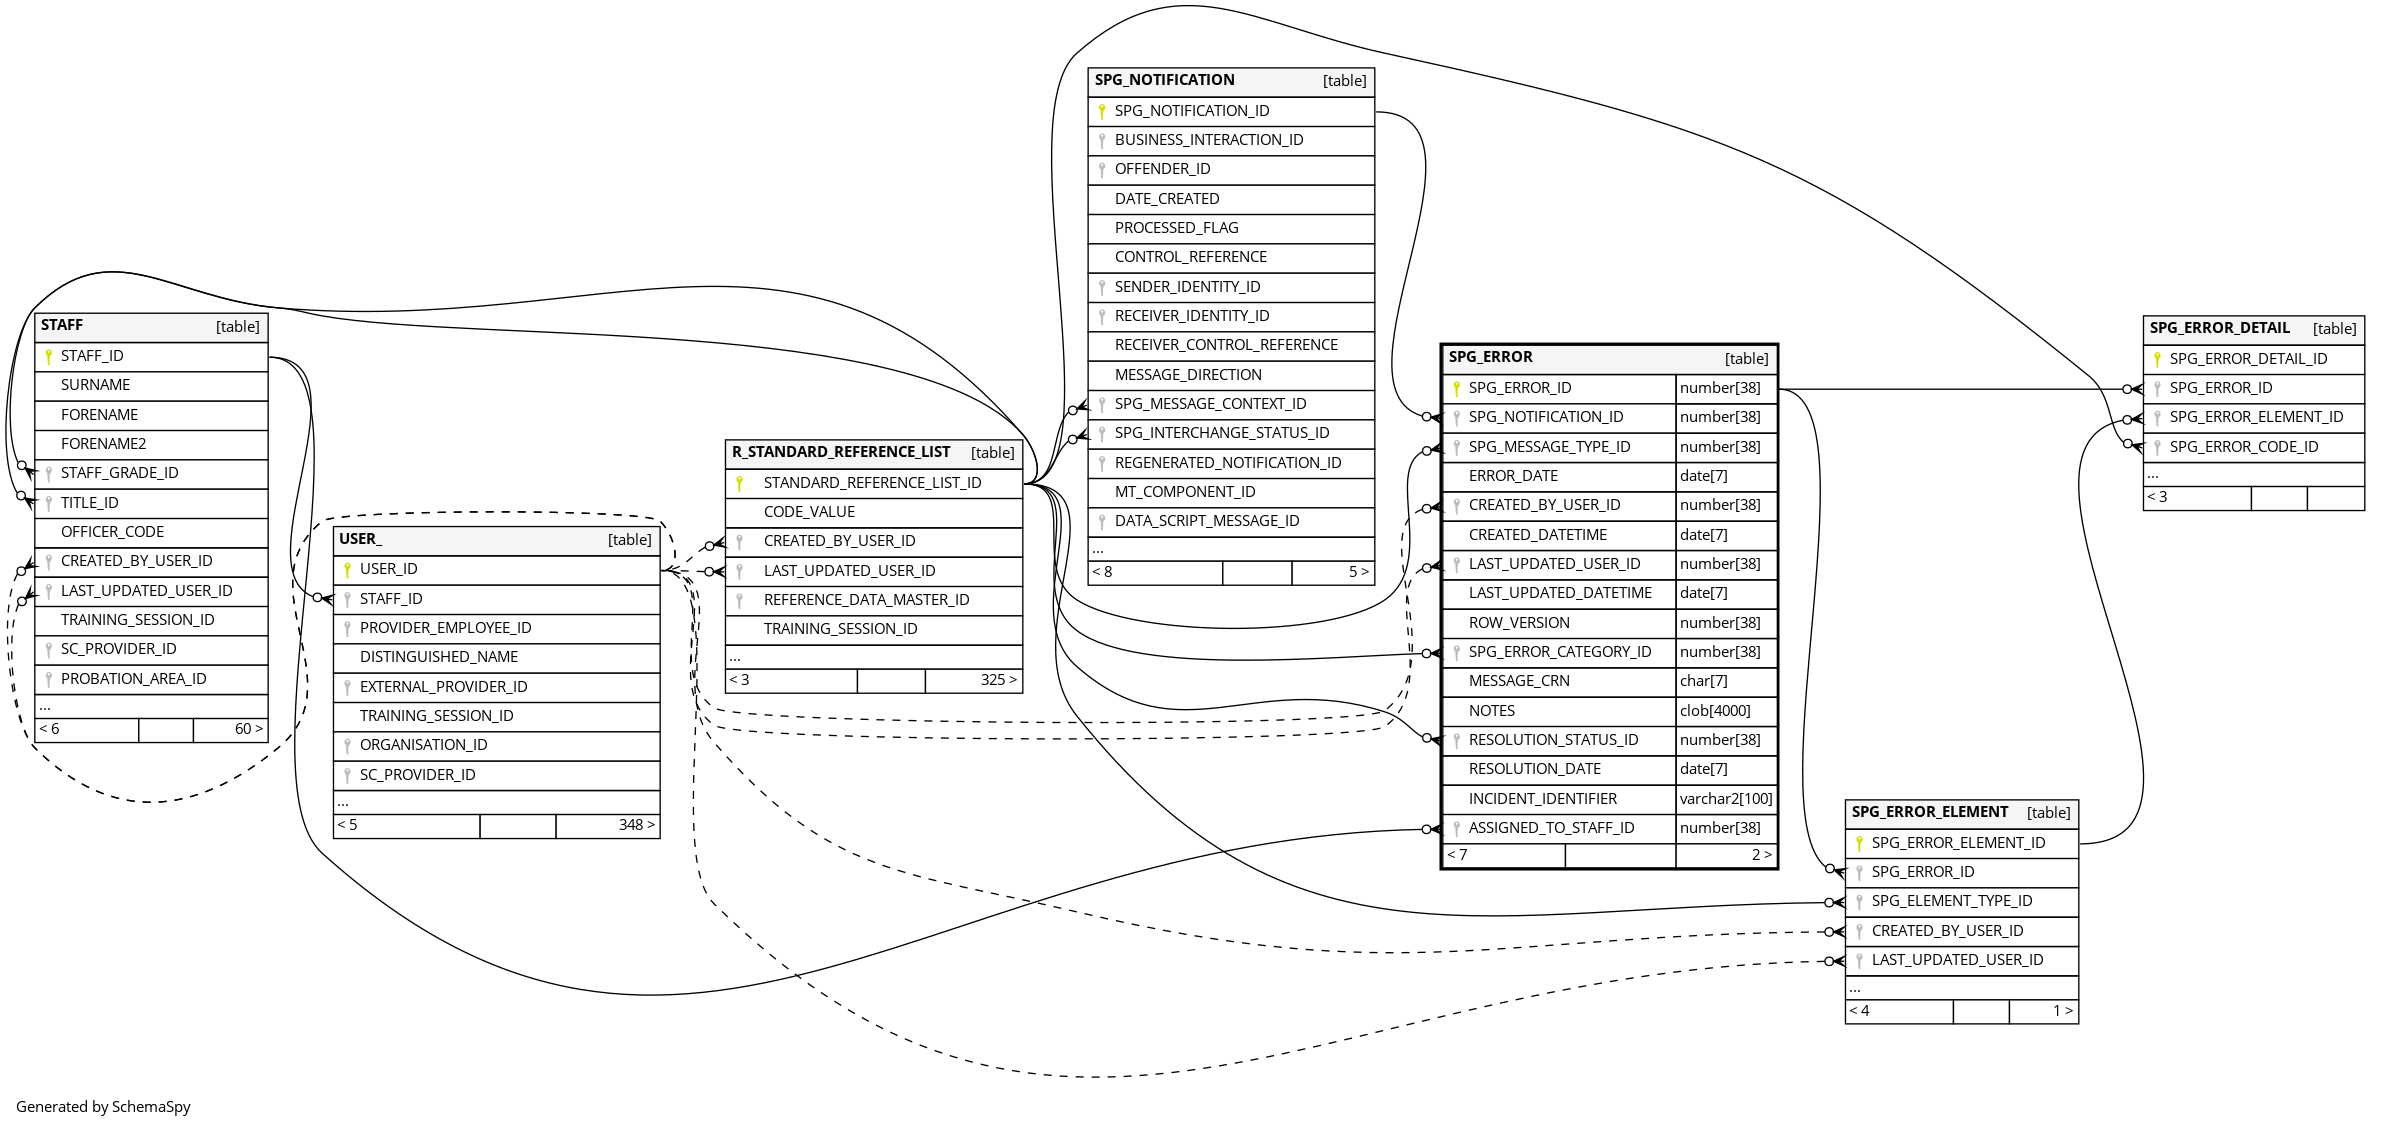 SPG_NOTIFICATION [table]
SPG_NOTIFICATION_ID
BUSINESS_INTERACTION_ID
OFFENDER_ID
DATE_CREATED
PROCESSED_FLAG
CONTROL_REFERENCE
SENDER_IDENTITY_ID
RECEIVER_IDENTITY_ID
RECEIVER_CONTROL_REFERENCE
MESSAGE_DIRECTION
SPG_MESSAGE_CONTEXT_ID
SPG_INTERCHANGE_STATUS_ID
REGENERATED_NOTIFICATION_ID
MT_COMPONENT_ID
DATA_SCRIPT_MESSAGE_ID
...
< 8 5 >
STAFF [table]
STAFF_ID
SURNAME
FORENAME
FORENAME2
STAFF_GRADE_ID
TITLE_ID
OFFICER_CODE
CREATED_BY_USER_ID
LAST_UPDATED_USER_ID
TRAINING_SESSION_ID
SC_PROVIDER_ID
PROBATION_AREA_ID
...
< 6 60 >
USER_ [table]
USER_ID
STAFF_ID
PROVIDER_EMPLOYEE_ID
DISTINGUISHED_NAME
EXTERNAL_PROVIDER_ID
TRAINING_SESSION_ID
ORGANISATION_ID
SC_PROVIDER_ID
...
< 5 348 >
R_STANDARD_REFERENCE_LIST [table]
STANDARD_REFERENCE_LIST_ID
CODE_VALUE
CREATED_BY_USER_ID
LAST_UPDATED_USER_ID
REFERENCE_DATA_MASTER_ID
TRAINING_SESSION_ID
...
< 3 325 >
SPG_ERROR [table]
SPG_ERROR_ID number[38]
SPG_NOTIFICATION_ID number[38]
SPG_MESSAGE_TYPE_ID number[38]
ERROR_DATE date[7]
CREATED_BY_USER_ID number[38]
CREATED_DATETIME date[7]
LAST_UPDATED_USER_ID number[38]
LAST_UPDATED_DATETIME date[7]
ROW_VERSION number[38]
SPG_ERROR_CATEGORY_ID number[38]
MESSAGE_CRN char[7]
NOTES clob[4000]
RESOLUTION_STATUS_ID number[38]
RESOLUTION_DATE date[7]
INCIDENT_IDENTIFIER varchar2[100]
ASSIGNED_TO_STAFF_ID number[38]
< 7 2 >
SPG_ERROR_DETAIL [table]
SPG_ERROR_DETAIL_ID
SPG_ERROR_ID
SPG_ERROR_ELEMENT_ID
SPG_ERROR_CODE_ID
...
< 3
SPG_ERROR_ELEMENT [table]
SPG_ERROR_ELEMENT_ID
SPG_ERROR_ID
SPG_ELEMENT_TYPE_ID
CREATED_BY_USER_ID
LAST_UPDATED_USER_ID
...
< 4 1 >
Generated by SchemaSpy